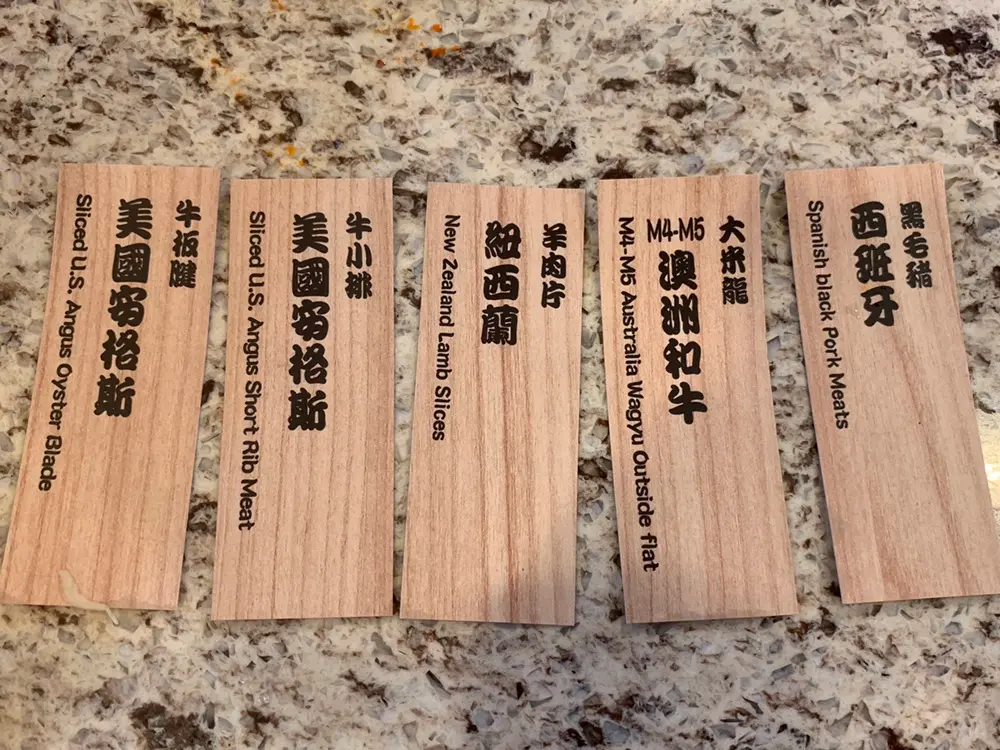 牛板腱
美國安格斯
Sliced U.S. Angus Oyster Blade
牛小排
美國安格斯
Sliced U.S. Angus Short Rib Meat
羊肉片
紐西蘭
New Zealand Lamb Slices
大米龍
M4-M5
澳洲和牛
M4-M5 Australia Wagyu Outside flat
黑毛豬
西班牙
Spanish black Pork Meats